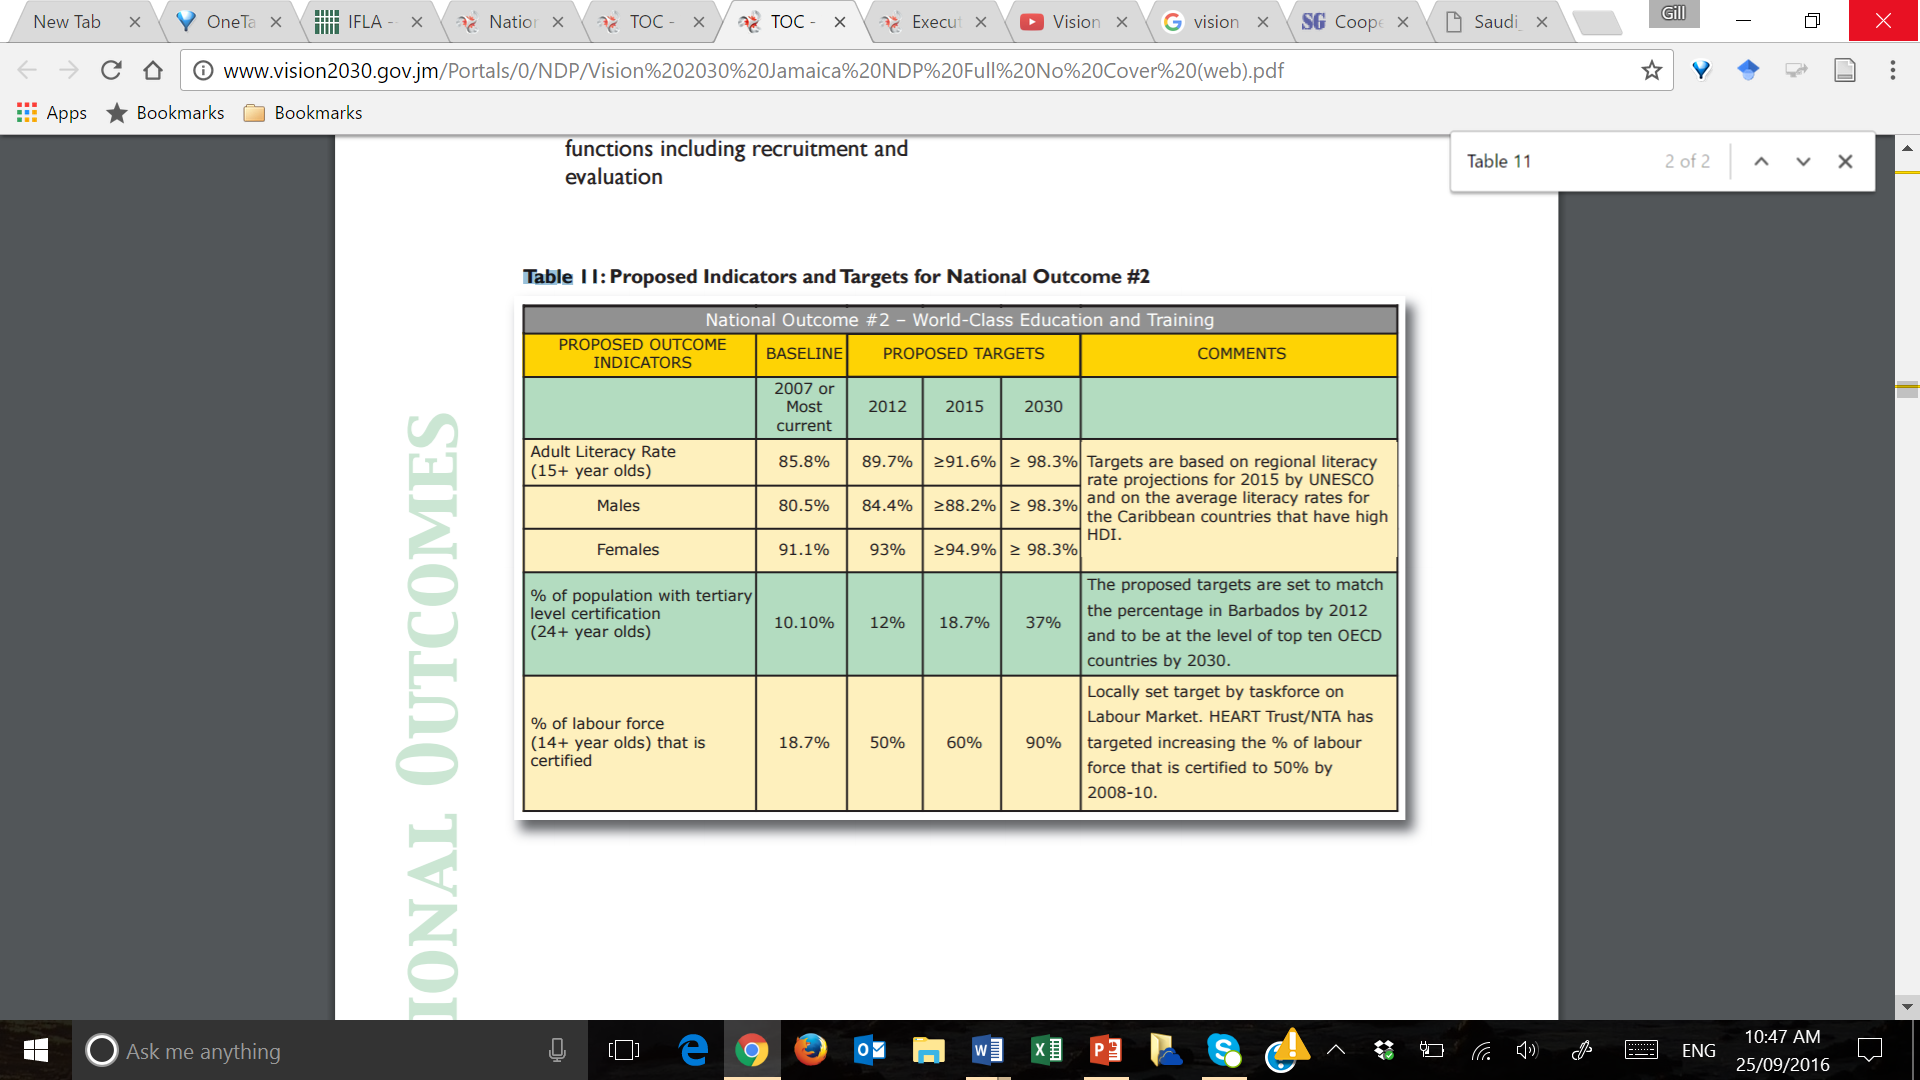 New Tab
OneTa
IFLA -
Nation
TOC -
TOC -
Execut
Vision
vision
SG Coope
Saudi_
Gill
www.vision2030.gov.jm/Portals/0/NDP/Vision%202030%20Jamaica%20NDP%20Full%20No%20Cover%20(web).pdf
Apps
Bookmarks
Bookmarks
Table 11
2 of 2
functions including recruitment and
evaluation
Table 11: Proposed Indicators and Targets for National Outcome #2
National Outcome #2 – World-Class Education and Training
PROPOSED OUTCOME
INDICATORS
BASELINE
PROPOSED TARGETS
COMMENTS
2007 or
Most
current
2012
2015
2030
Adult Literacy Rate
(15+ year olds)
85.8%
89.7%
≥91.6%
≥ 98.3%
Males
80.5%
84.4%
≥88.2%
≥ 98.3%
Females
91.1%
93%
≥94.9%
≥ 98.3%
Targets are based on regional literacy
rate projections for 2015 by UNESCO
and on the average literacy rates for
the Caribbean countries that have high
HDI.
% of population with tertiary
level certification
(24+ year olds)
10.10%
12%
18.7%
37%
The proposed targets are set to match
the percentage in Barbados by 2012
and to be at the level of top ten OECD
countries by 2030.
% of labour force
(14+ year olds) that is
certified
18.7%
50%
60%
90%
Locally set target by taskforce on
Labour Market. HEART Trust/NTA has
targeted increasing the % of labour
force that is certified to 50% by
2008-10.
IONAL OUTCOMES
Ask me anything
ENG
10:47 AM
25/09/2016